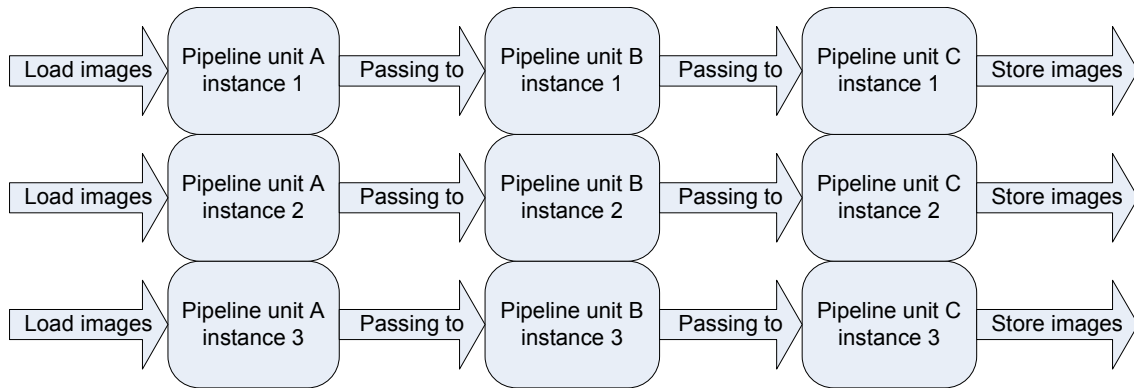 Load images
Pipeline unit A
instance 1
Passing to
Pipeline unit B
instance 1
Passing to
Pipeline unit C
instance 1
Store images
Load images
Pipeline unit A
instance 2
Passing to
Pipeline unit B
instance 2
Passing to
Pipeline unit C
instance 2
Store images
Load images
Pipeline unit A
instance 3
Passing to
Pipeline unit B
instance 3
Passing to
Pipeline unit C
instance 3
Store images